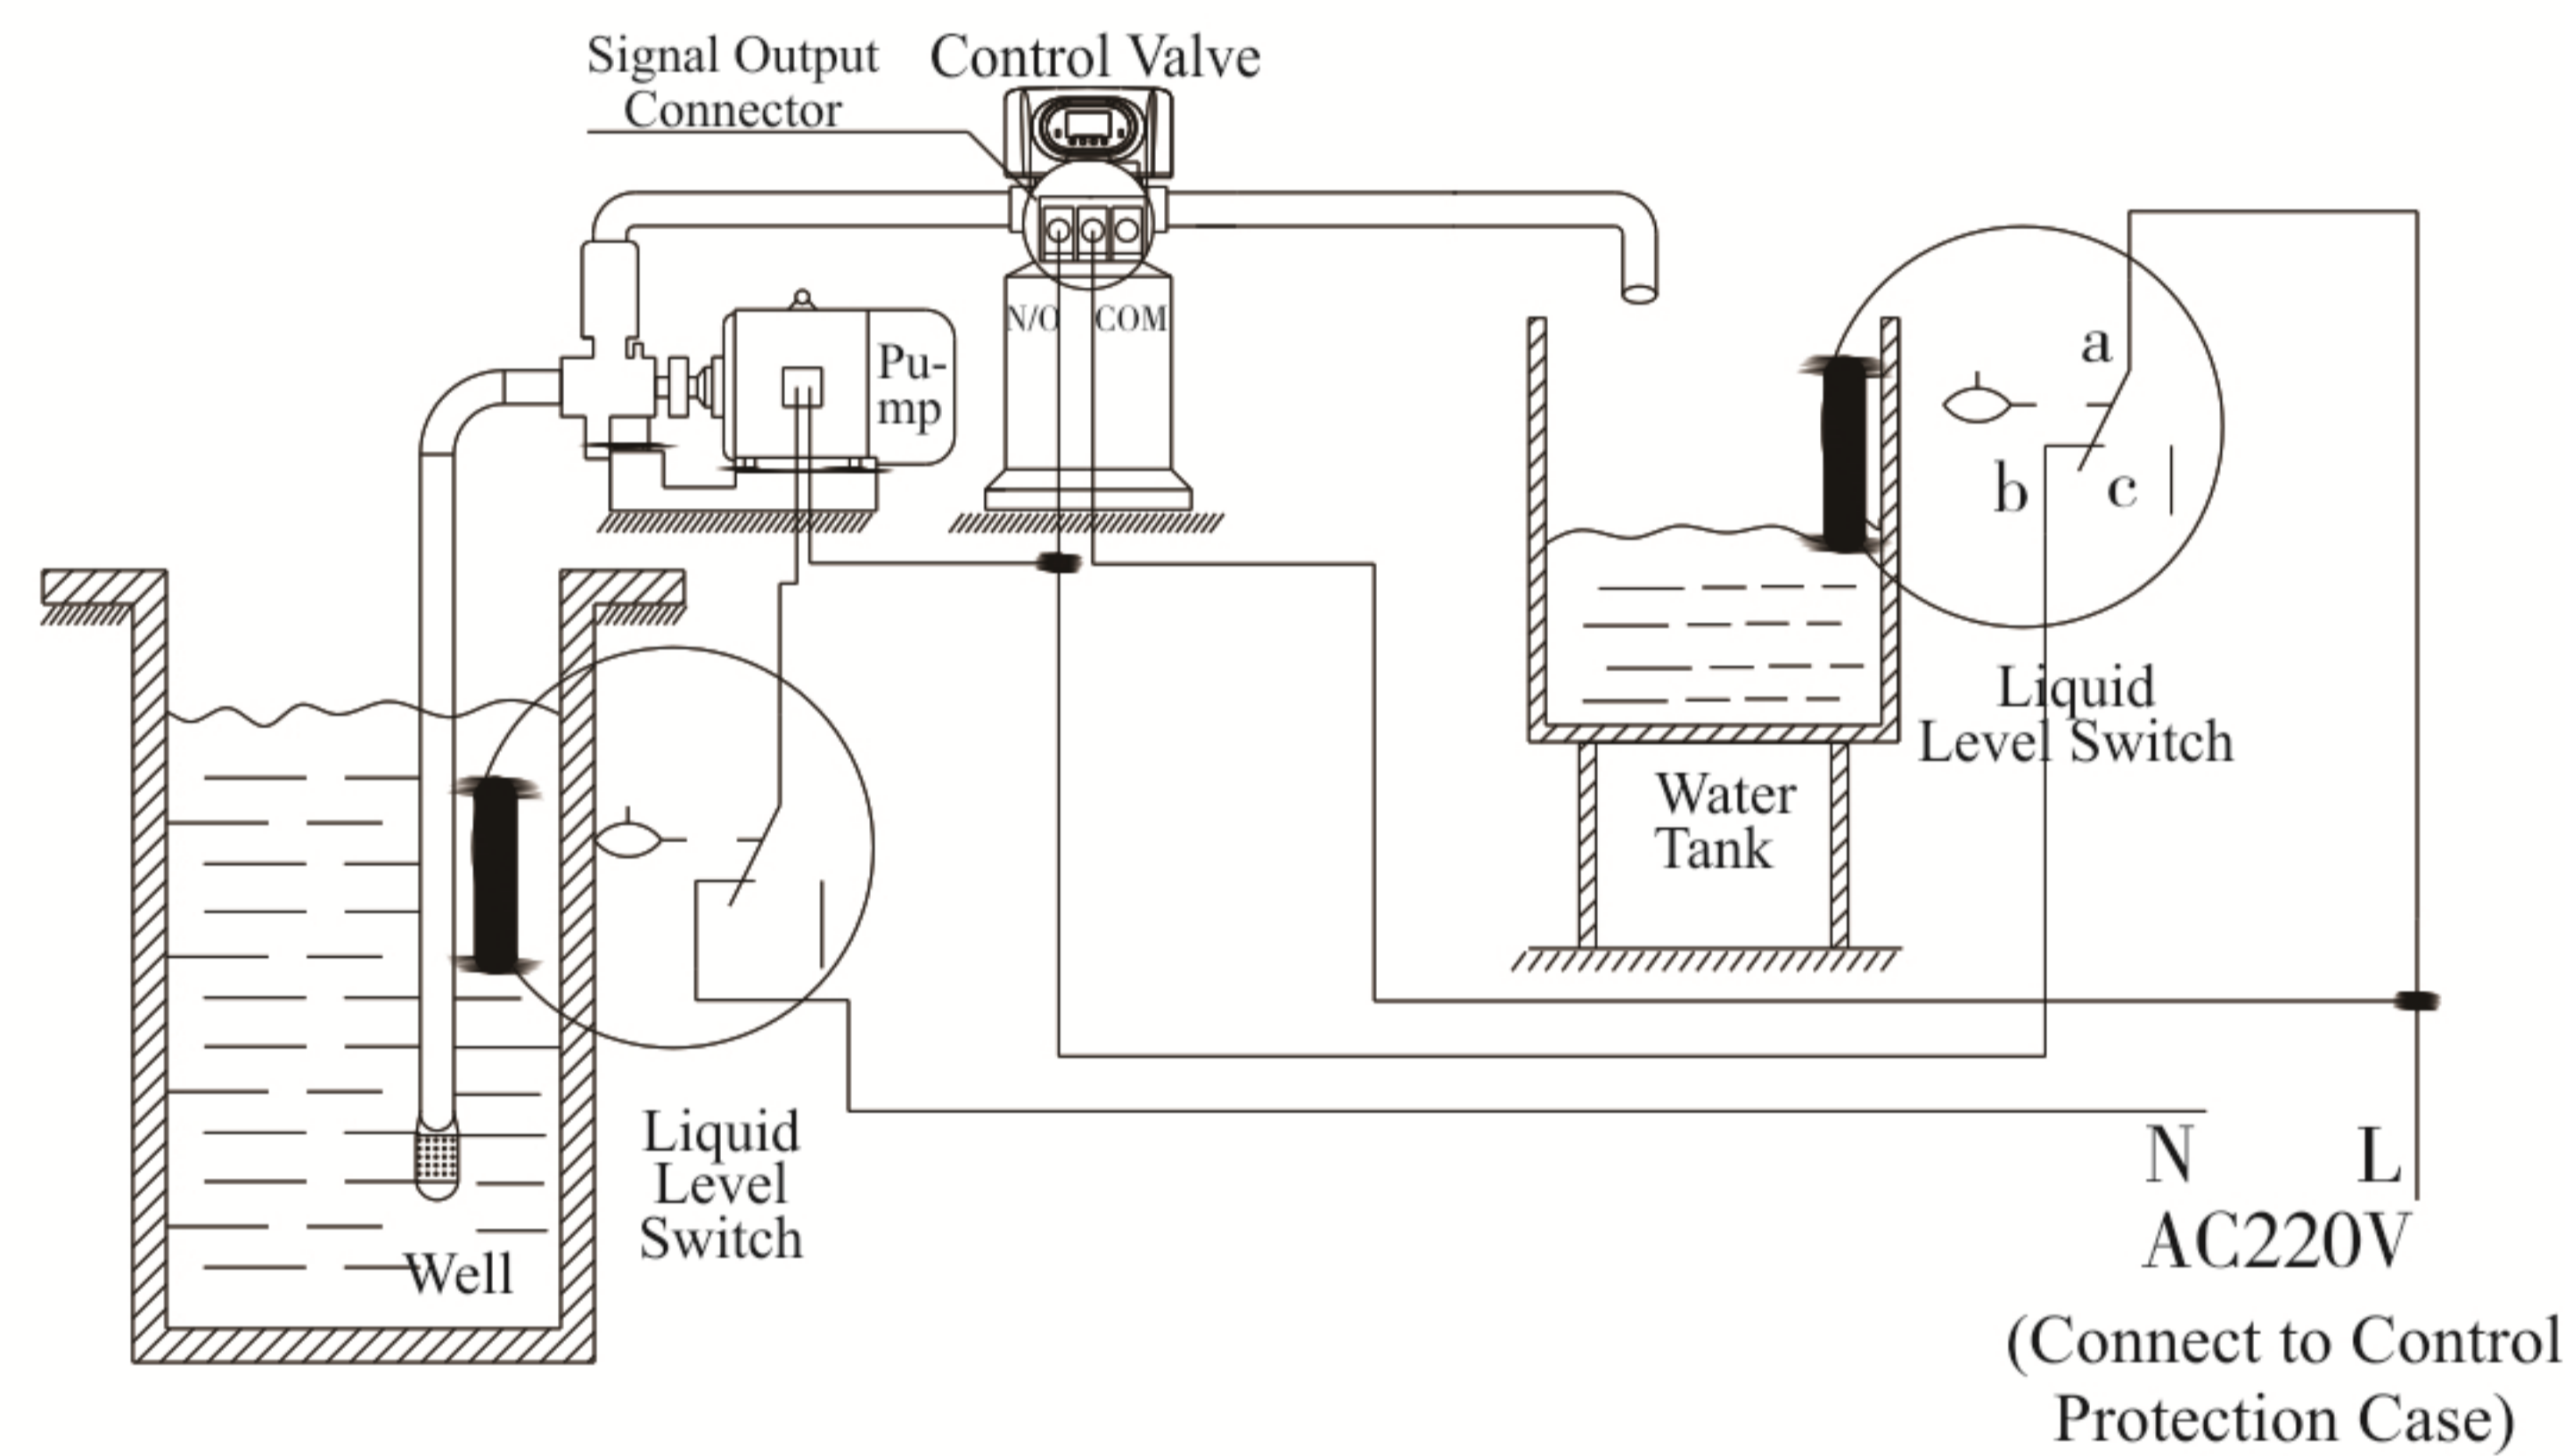 Signal Output
Connector
Control Valve
N/O
COM
Pu-
mp
a
b
c
Liquid
Level Switch
Water
Tank
Liquid
Level
Switch
Well
N
L
AC220V
(Connect to Control
Protection Case)